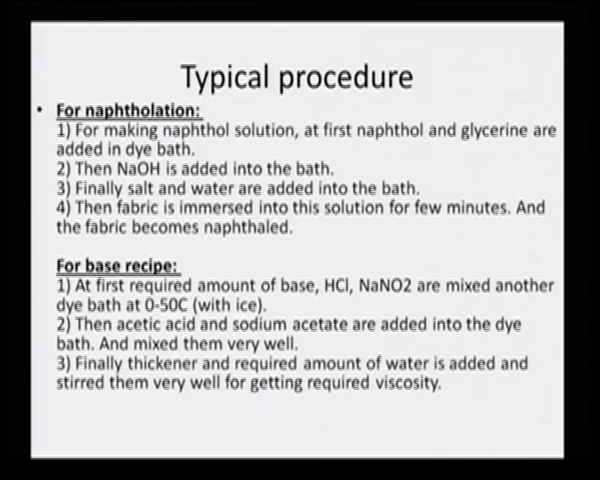 Typical procedure
• For naphtholation:
1) For making naphthol solution, at first naphthol and glycerine are
added in dye bath.
2) Then NaOH is added into the bath.
3) Finally salt and water are added into the bath.
4) Then fabric is immersed into this solution for few minutes. And
the fabric becomes naphthaled.
For base recipe:
1) At first required amount of base, HCl, NaNO2 are mixed another
dye bath at 0-50C (with ice).
2) Then acetic acid and sodium acetate are added into the dye
bath. And mixed them very well.
3) Finally thickener and required amount of water is added and
stirred them very well for getting required viscosity.